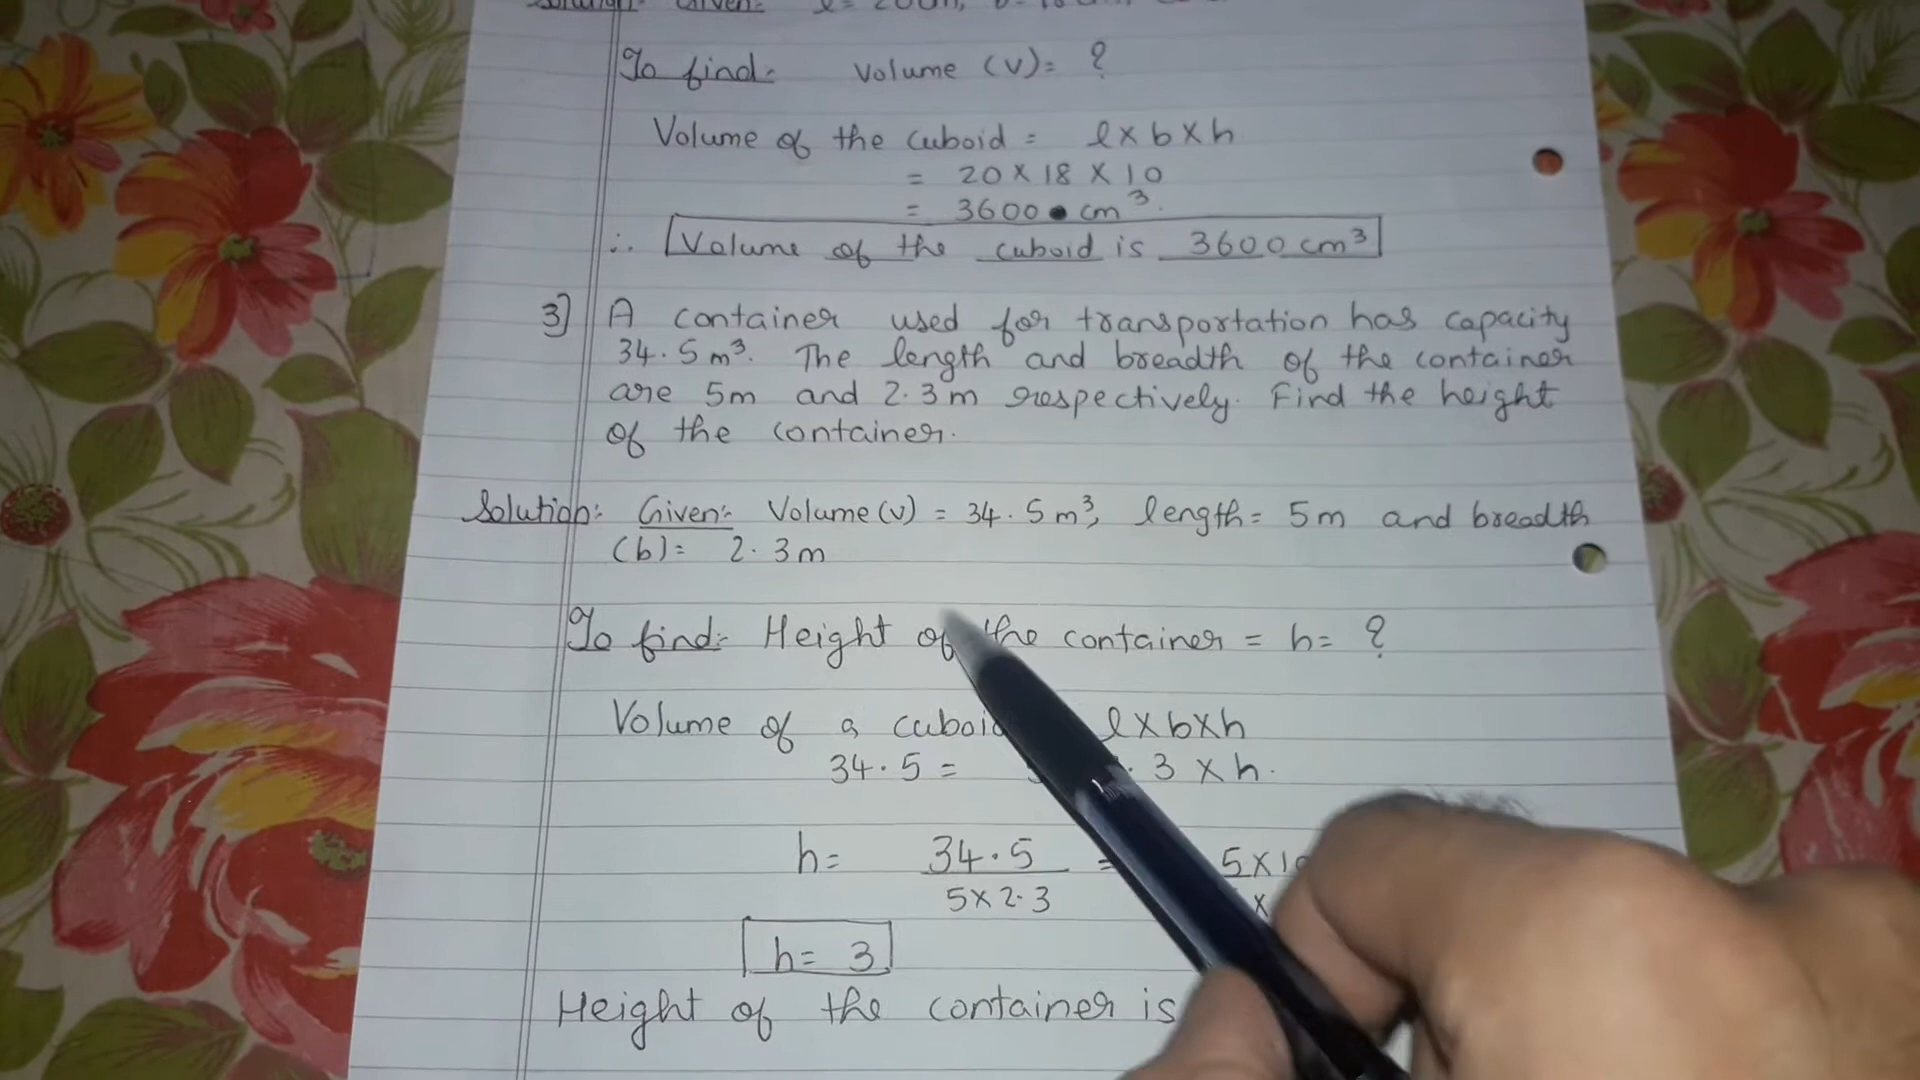 To find: Volume (V) = ?
Volume of the cuboid = l × b × h
= 20 × 18 × 10
= 3600 cm³.
∴ Volume of the cuboid is 3600 cm³
3] A container used for transportation has capacity
34.5 m³. The length and breadth of the container
are 5m and 2.3 m respectively. Find the height
of the container.
Solution: Given: Volume (v) = 34.5 m³, length = 5m and breadth
(b) = 2.3 m
To find: Height of the container = h = ?
Volume of a cuboid l × b × h
34.5 = 3 × h.
h = 34.5 / 5 × 2.3 =
h = 3
Height of the container is